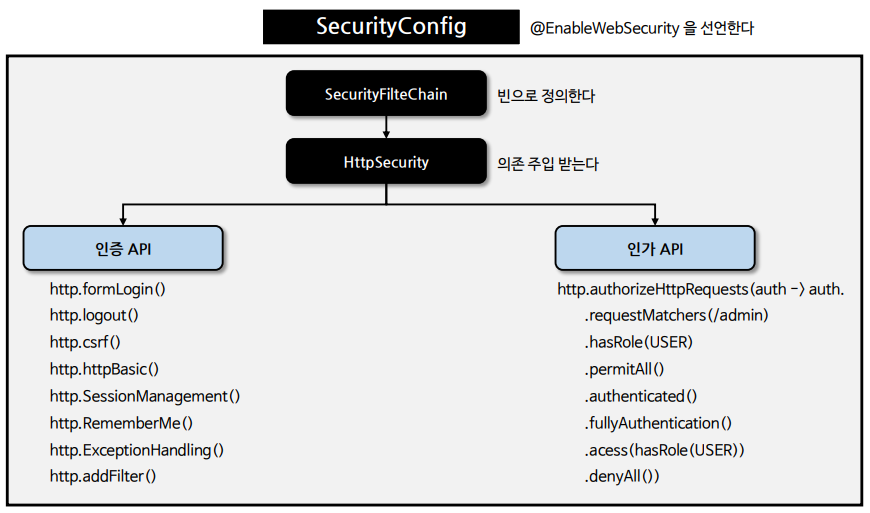 SecurityConfig
@EnableWebSecurity 을 선언한다
SecurityFilteChain
빈으로 정의한다
HttpSecurity
의존 주입 받는다
인증 API
http.formLogin()
http.logout()
http.csrf()
http.httpBasic()
http.SessionManagement()
http.RememberMe()
http.ExceptionHandling()
http.addFilter()
인가 API
http.authorizeHttpRequests(auth -> auth.
.requestMatchers(/admin)
.hasRole(USER)
.permitAll()
.authenticated()
.fullyAuthentication()
.acess(hasRole(USER))
.denyAll())